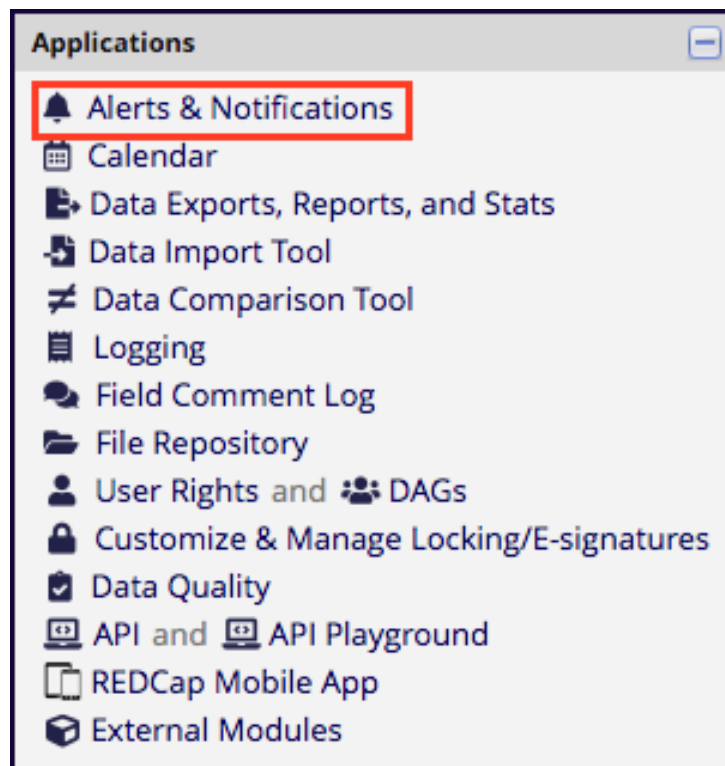 Applications
Alerts & Notifications
Calendar
Data Exports, Reports, and Stats
Data Import Tool
Data Comparison Tool
Logging
Field Comment Log
File Repository
User Rights and DAGs
Customize & Manage Locking/E-signatures
Data Quality
API and API Playground
REDCap Mobile App
External Modules